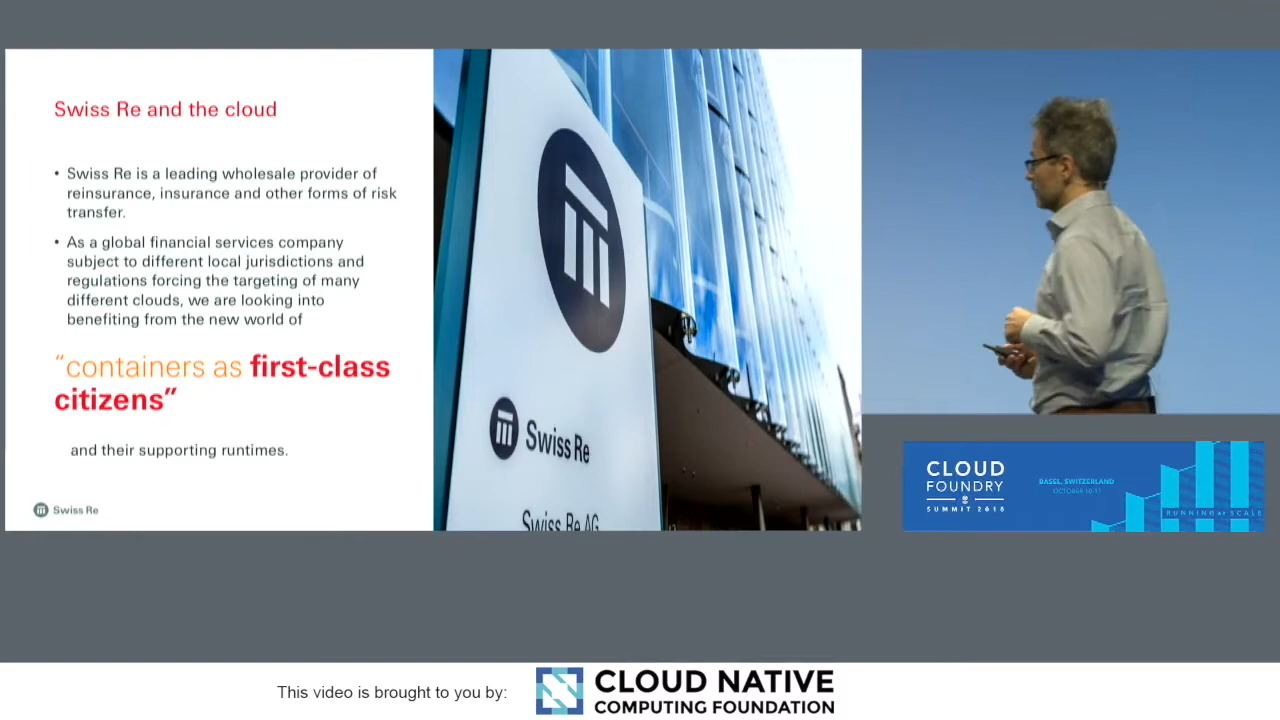 Swiss Re and the cloud
• Swiss Re is a leading wholesale provider of
reinsurance, insurance and other forms of risk
transfer.
• As a global financial services company
subject to different local jurisdictions and
regulations forcing the targeting of many
different clouds, we are looking into
benefiting from the new world of
“containers as first-class
citizens”
and their supporting runtimes.
Swiss Re
Swiss Re
Swiss Re AG
CLOUD
FOUNDRY
SUMMIT 2018
BASEL, SWITZERLAND
OCTOBER 10-11
RUNNING AT SCALE
This video is brought to you by:
CLOUD NATIVE
COMPUTING FOUNDATION